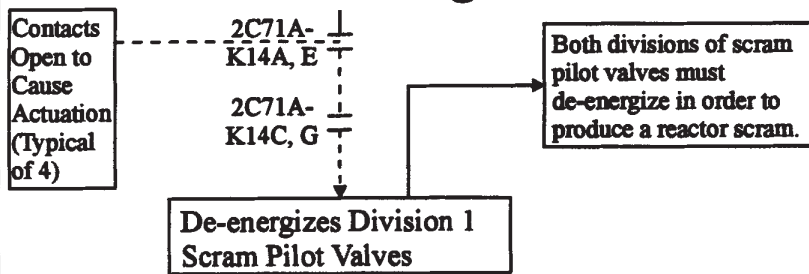 Contacts
Open to
Cause
Actuation
(Typical
of 4)
2C71A-
K14A, E
2C71A-
K14C, G
Both divisions of scram
pilot valves must
de-energize in order to
produce a reactor scram.
De-energizes Division 1
Scram Pilot Valves